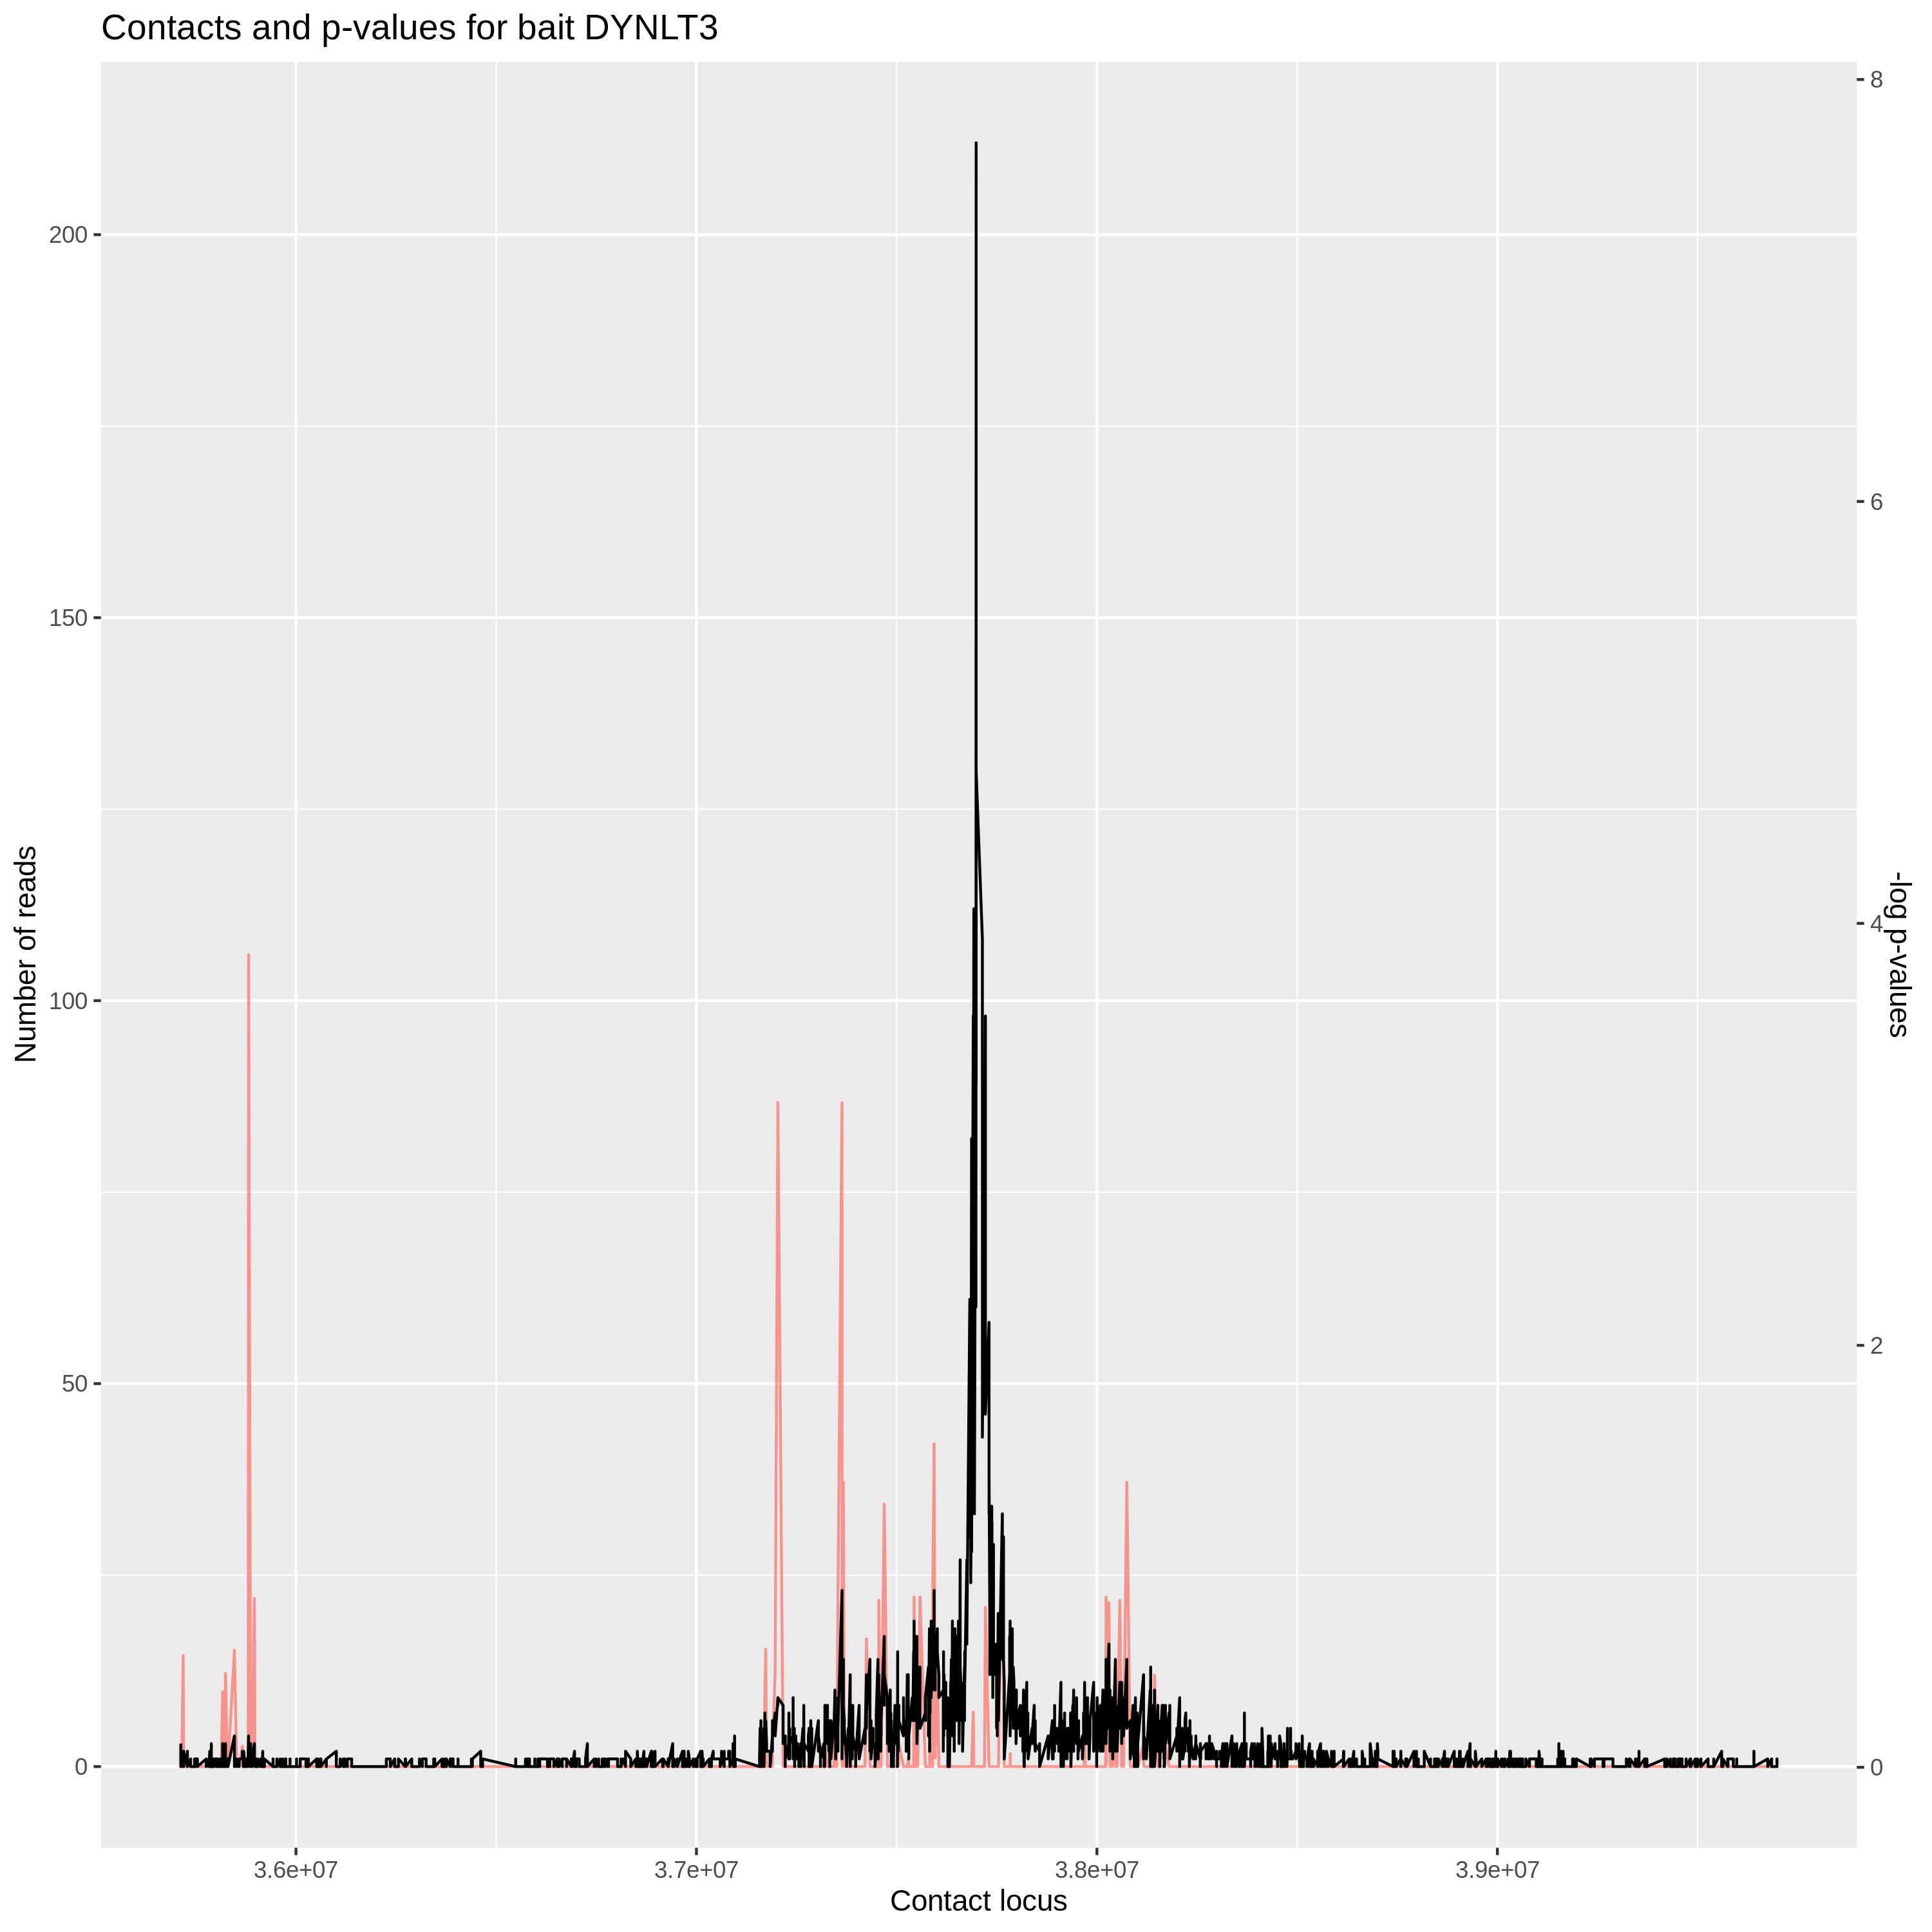 Contacts and p-values for bait DYNLT3
8
200
6
150
Number of reads
-log p-values
4
100
2
50
0
0
3.6e+07
3.7e+07
3.8e+07
3.9e+07
Contact locus